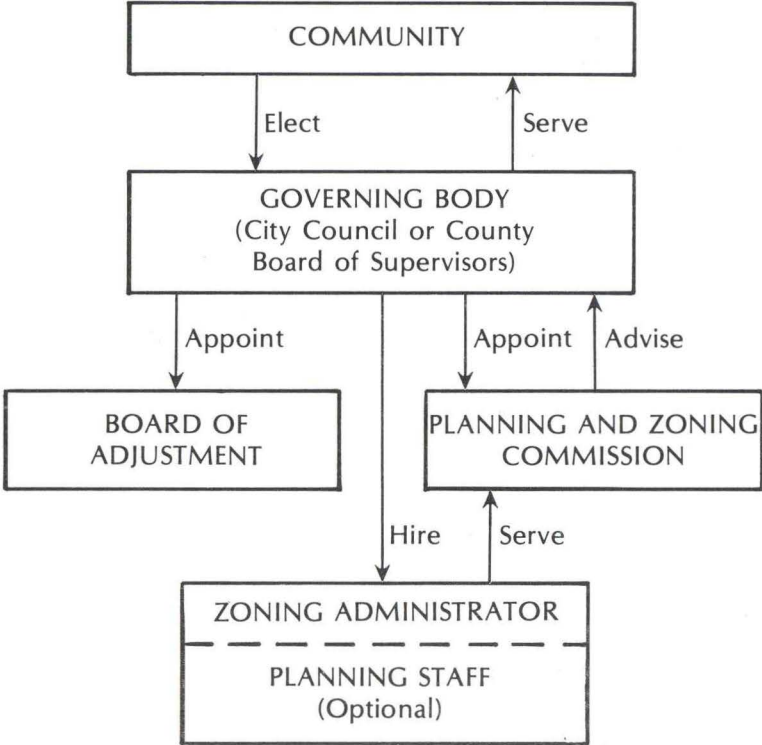 COMMUNITY
Elect
Serve
GOVERNING BODY
(City Council or County
Board of Supervisors)
Appoint
Appoint
Advise
BOARD OF
ADJUSTMENT
PLANNING AND ZONING
COMMISSION
Hire
Serve
ZONING ADMINISTRATOR
PLANNING STAFF
(Optional)